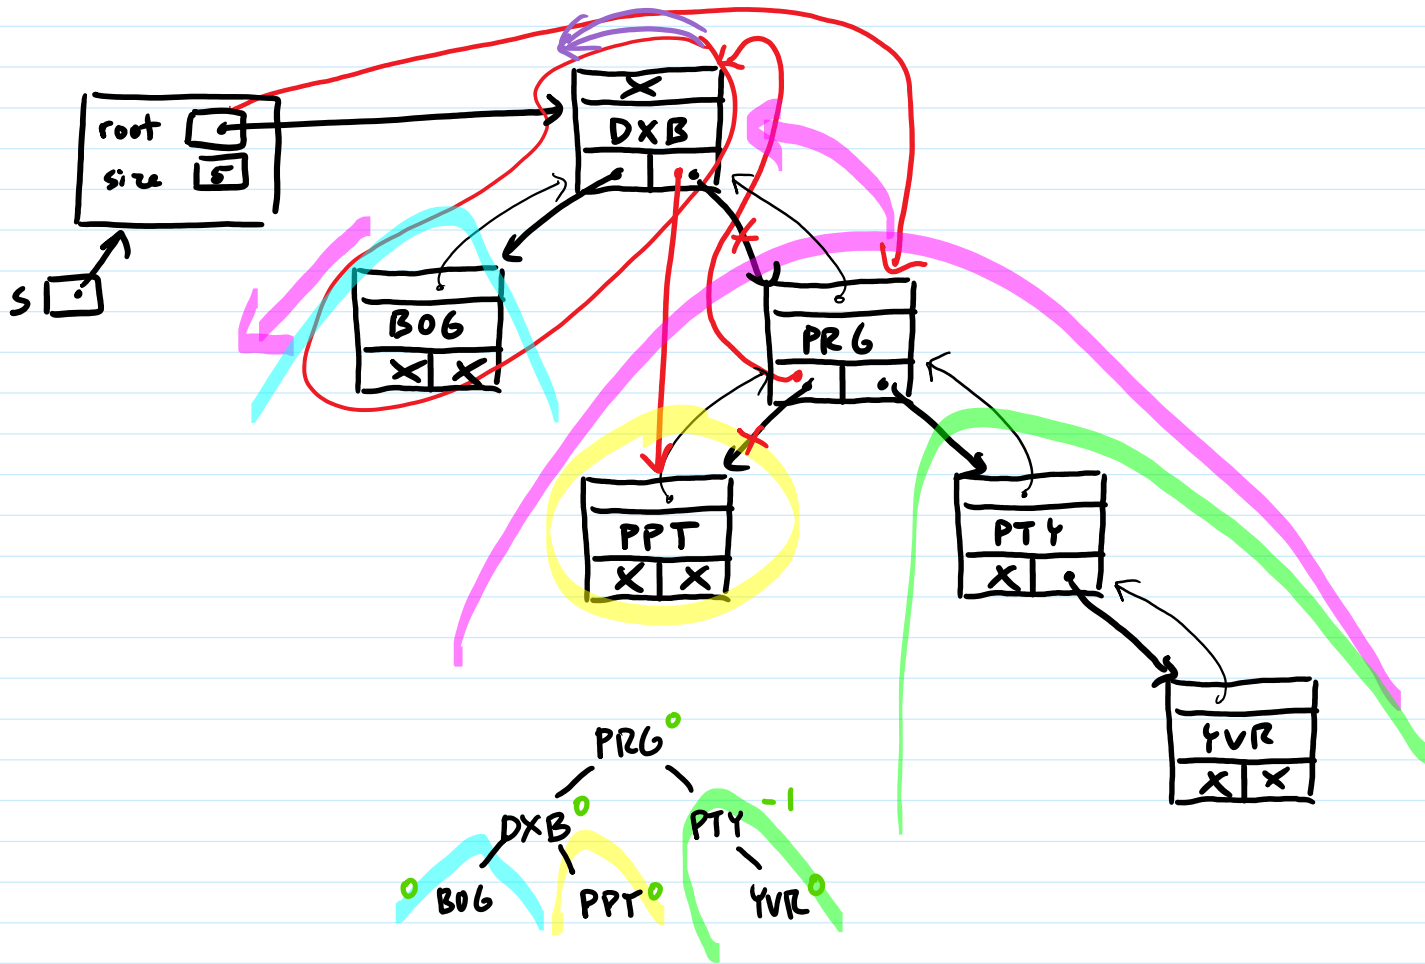 X
DXB
root
size 5
S
BOG
X X
PRG
PPT
X X
PTY
X
YVR
X X
PRG 0
DXB 0
PTY -1
0 BOG
PPT 0
YVR 0